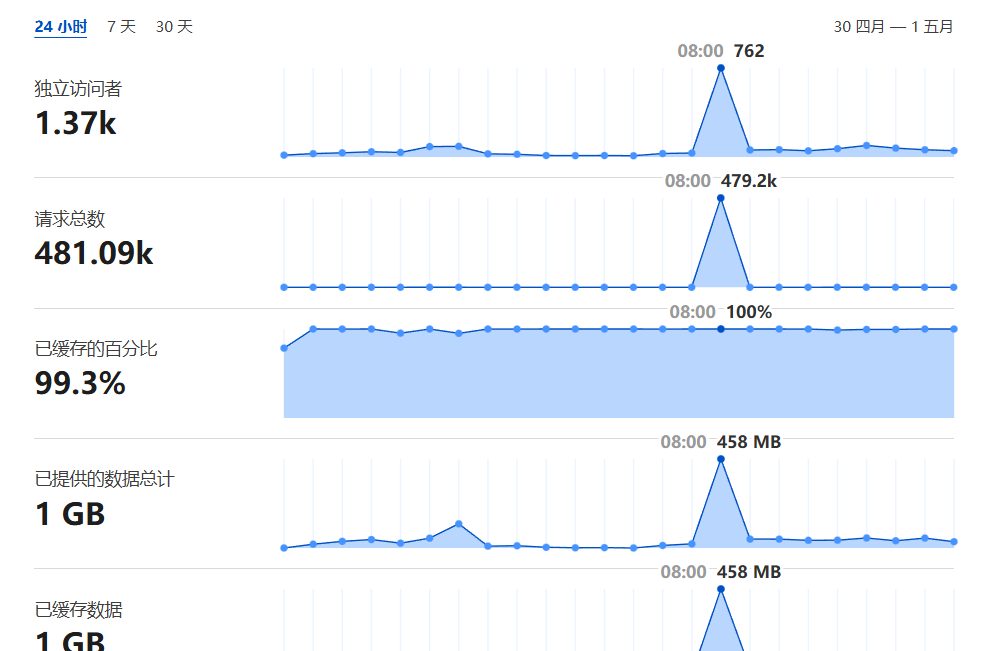 24 小时 7 天 30 天 30 四月 — 1 五月
08:00 762
独立访问者
1.37k
08:00 479.2k
请求总数
481.09k
08:00 100%
已缓存的百分比
99.3%
08:00 458 MB
已提供的数据总计
1 GB
08:00 458 MB
已缓存数据
1 GB